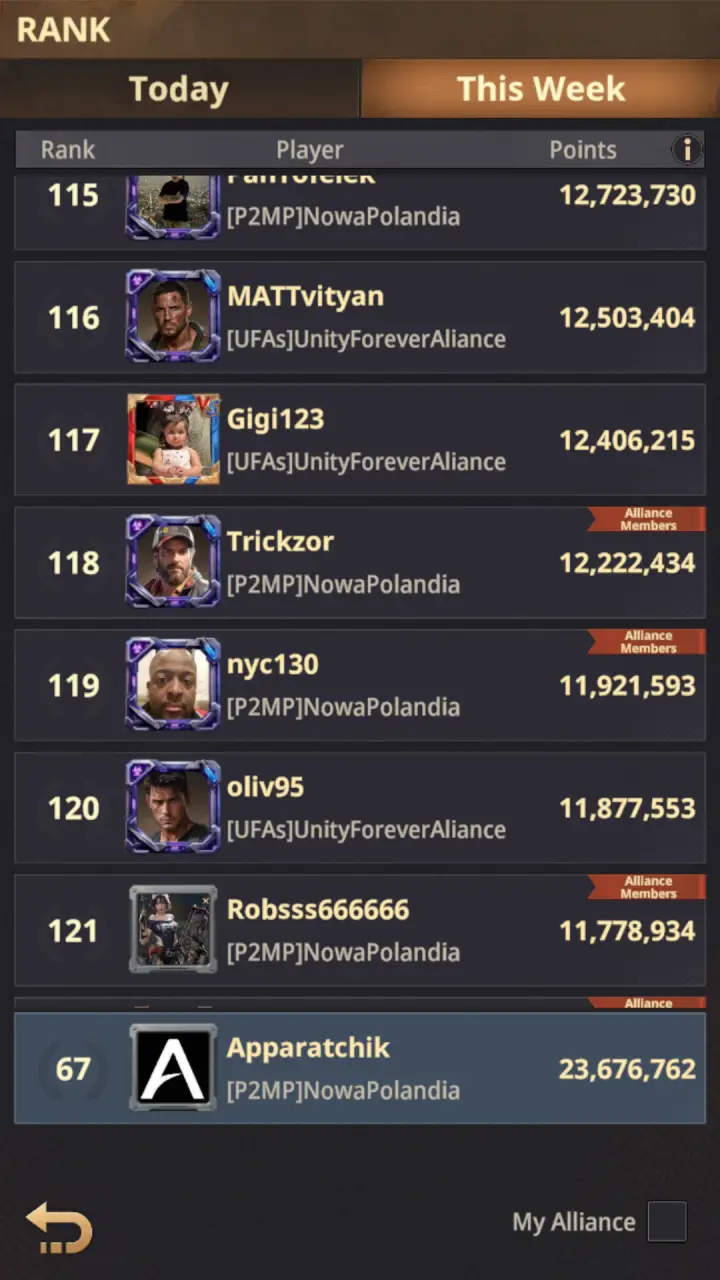 RANK
Today
This Week
Rank
Player
Points
115
[P2MP]NowaPolandia
12,723,730
116
MATTvityan
[UFAs]UnityForeverAliance
12,503,404
117
Gigi123
[UFAs]UnityForeverAliance
12,406,215
Alliance
Members
118
Trickzor
[P2MP]NowaPolandia
12,222,434
Alliance
Members
119
nyc130
[P2MP]NowaPolandia
11,921,593
120
oliv95
[UFAs]UnityForeverAliance
11,877,553
Alliance
Members
121
Robsss666666
[P2MP]NowaPolandia
11,778,934
Alliance
67
Apparatchik
[P2MP]NowaPolandia
23,676,762
My Alliance